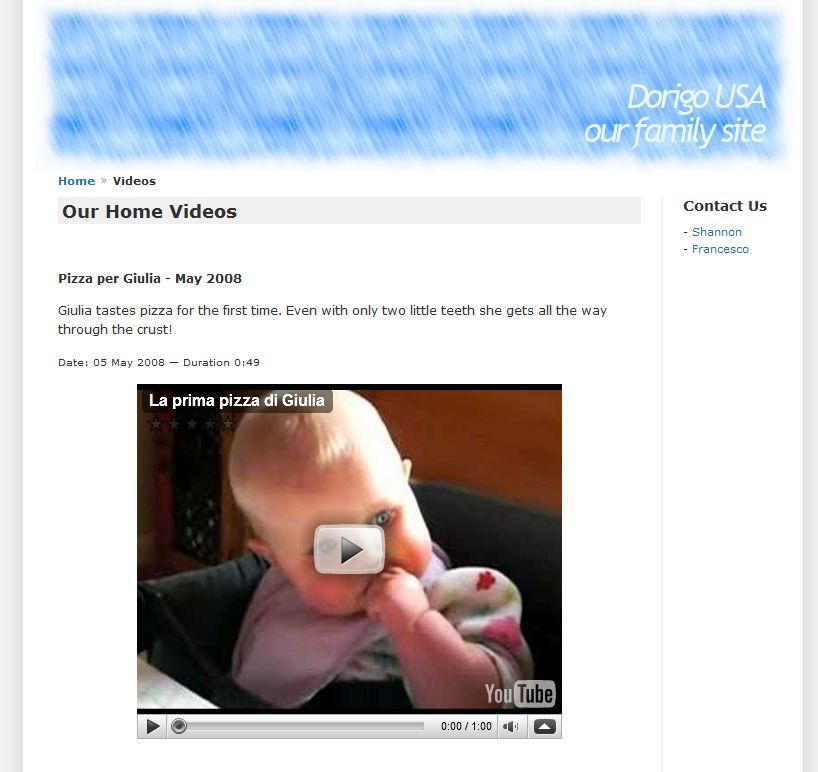 Dorigo USA
our family site
Home » Videos
Our Home Videos
Pizza per Giulia - May 2008
Giulia tastes pizza for the first time. Even with only two little teeth she gets all the way
through the crust!
Date: 05 May 2008 — Duration 0:49
La prima pizza di Giulia
YouTube
0:00 / 1:00
Contact Us
- Shannon
- Francesco